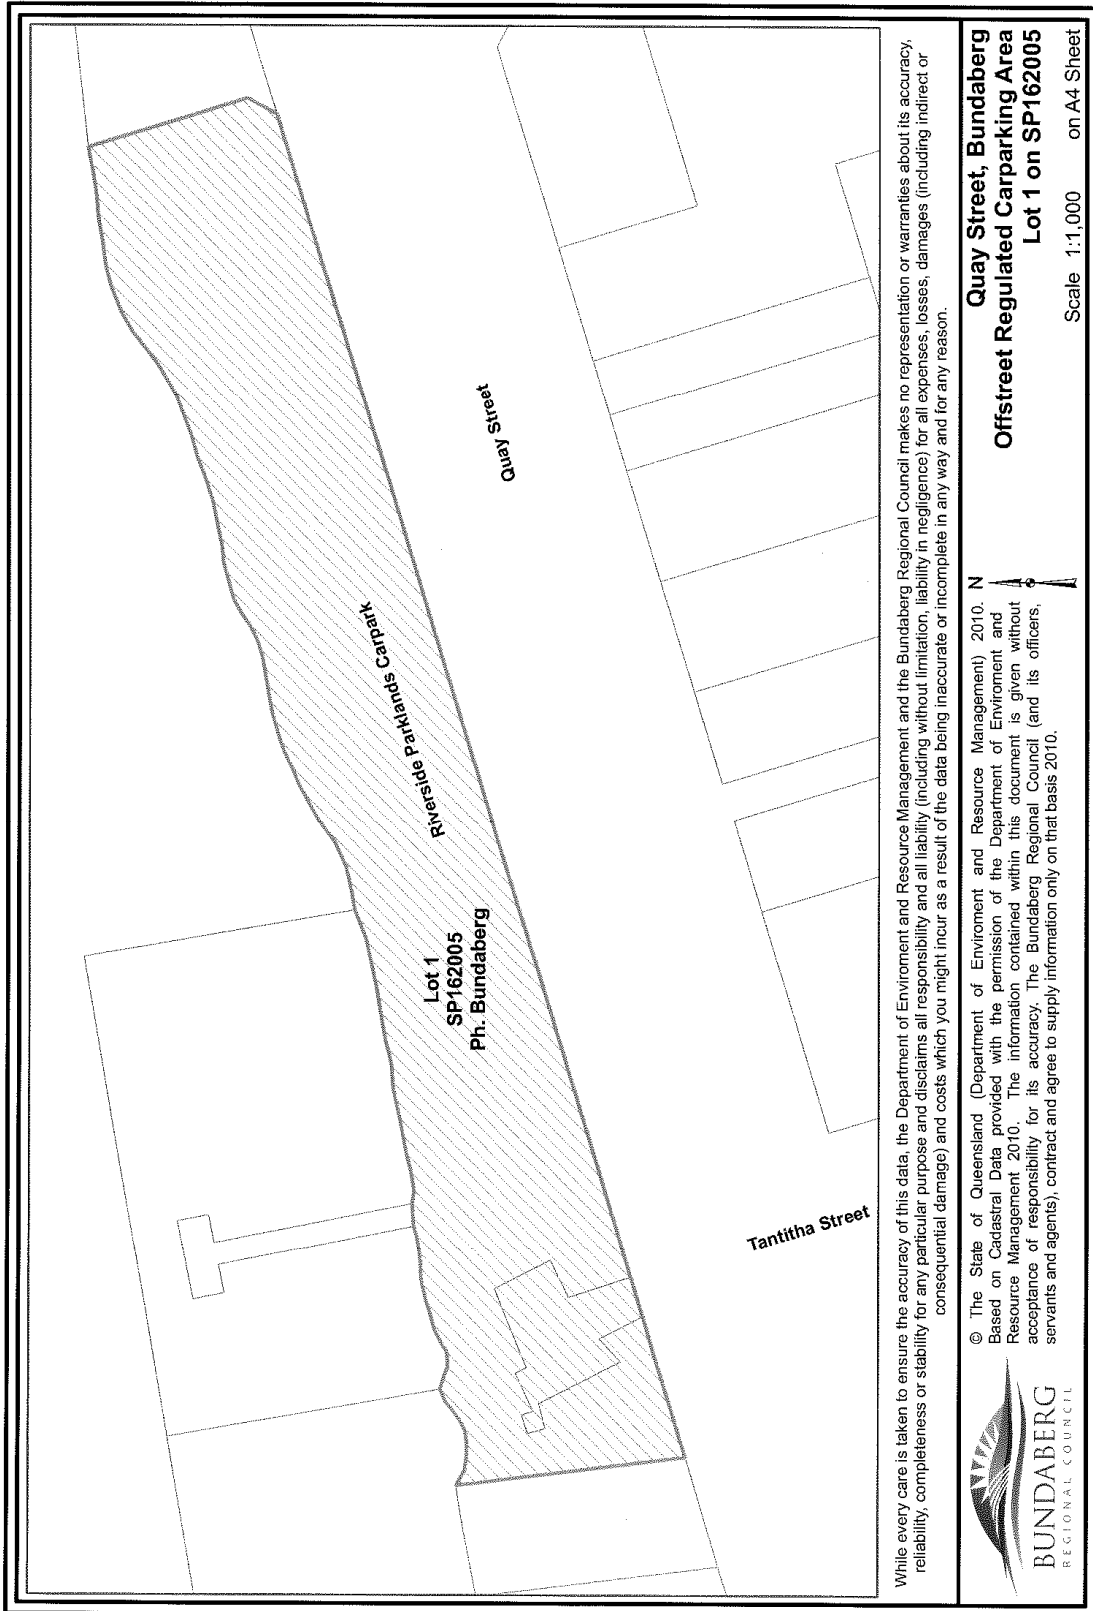 Riverside Parklands Carpark
Lot 1
SP162005
Ph. Bundaberg
Quay Street
Tantitha Street
While every care is taken to ensure the accuracy of this data, the Department of Enviroment and Resource Management and the Bundaberg Regional Council makes no representation or warranties about its accuracy,
reliability, completeness or stability for any particular purpose and disclaims all responsibility and all liability (including without limitation, liability in negligence) for all expenses, losses, damages (including indirect or
consequential damage) and costs which you might incur as a result of the data being inaccurate or incomplete in any way and for any reason.
BUNDABERG
REGIONAL COUNCIL
© The State of Queensland (Department of Enviroment and Resource Management) 2010.
Based on Cadastral Data provided with the permission of the Department of Enviroment and
Resource Management 2010. The information contained within this document is given without
acceptance of responsibility for its accuracy. The Bundaberg Regional Council (and its officers,
servants and agents), contract and agree to supply information only on that basis 2010.
N
Quay Street, Bundaberg
Offstreet Regulated Carparking Area
Lot 1 on SP162005
Scale 1:1,000 on A4 Sheet